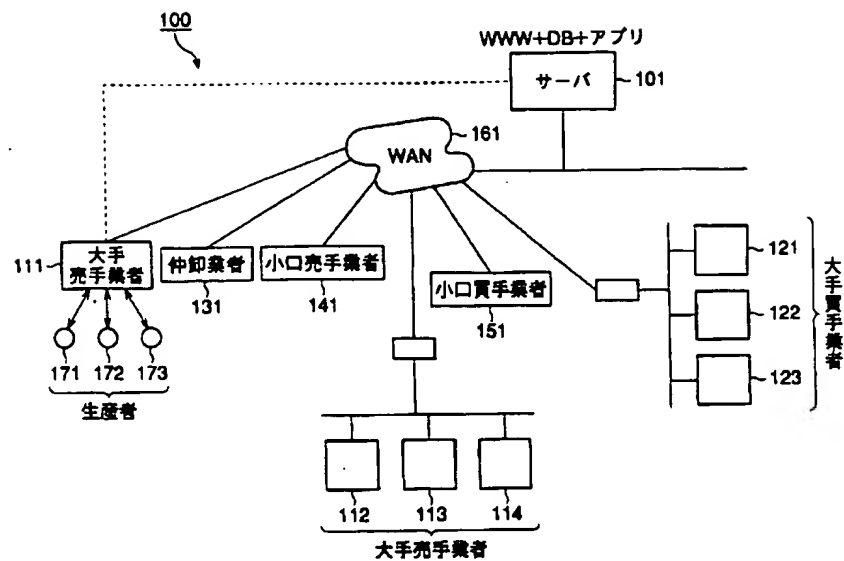 100
WWW+DB+アプリ
サーバ
101
161
WAN
111
大手
売手業者
仲卸業者
131
小口売手業者
141
小口買手業者
151
121
122
123
大手買手業者
171
172
173
生産者
112
113
114
大手売手業者